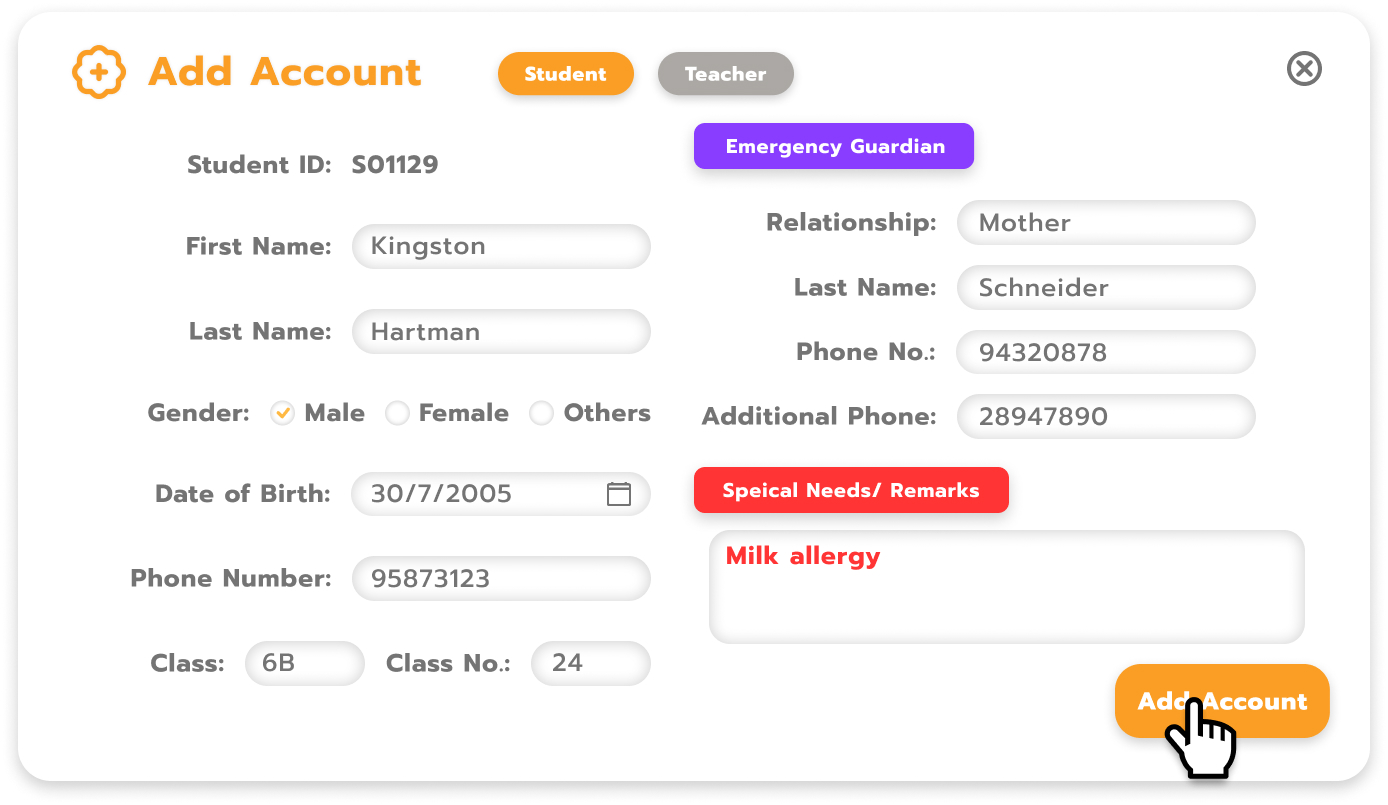 Add Account
Student
Teacher
Student ID: S01129
First Name: Kingston
Last Name: Hartman
Gender: Male Female Others
Date of Birth: 30/7/2005
Phone Number: 95873123
Class: 6B Class No.: 24
Emergency Guardian
Relationship: Mother
Last Name: Schneider
Phone No.: 94320878
Additional Phone: 28947890
Speical Needs/ Remarks
Milk allergy
Add Account